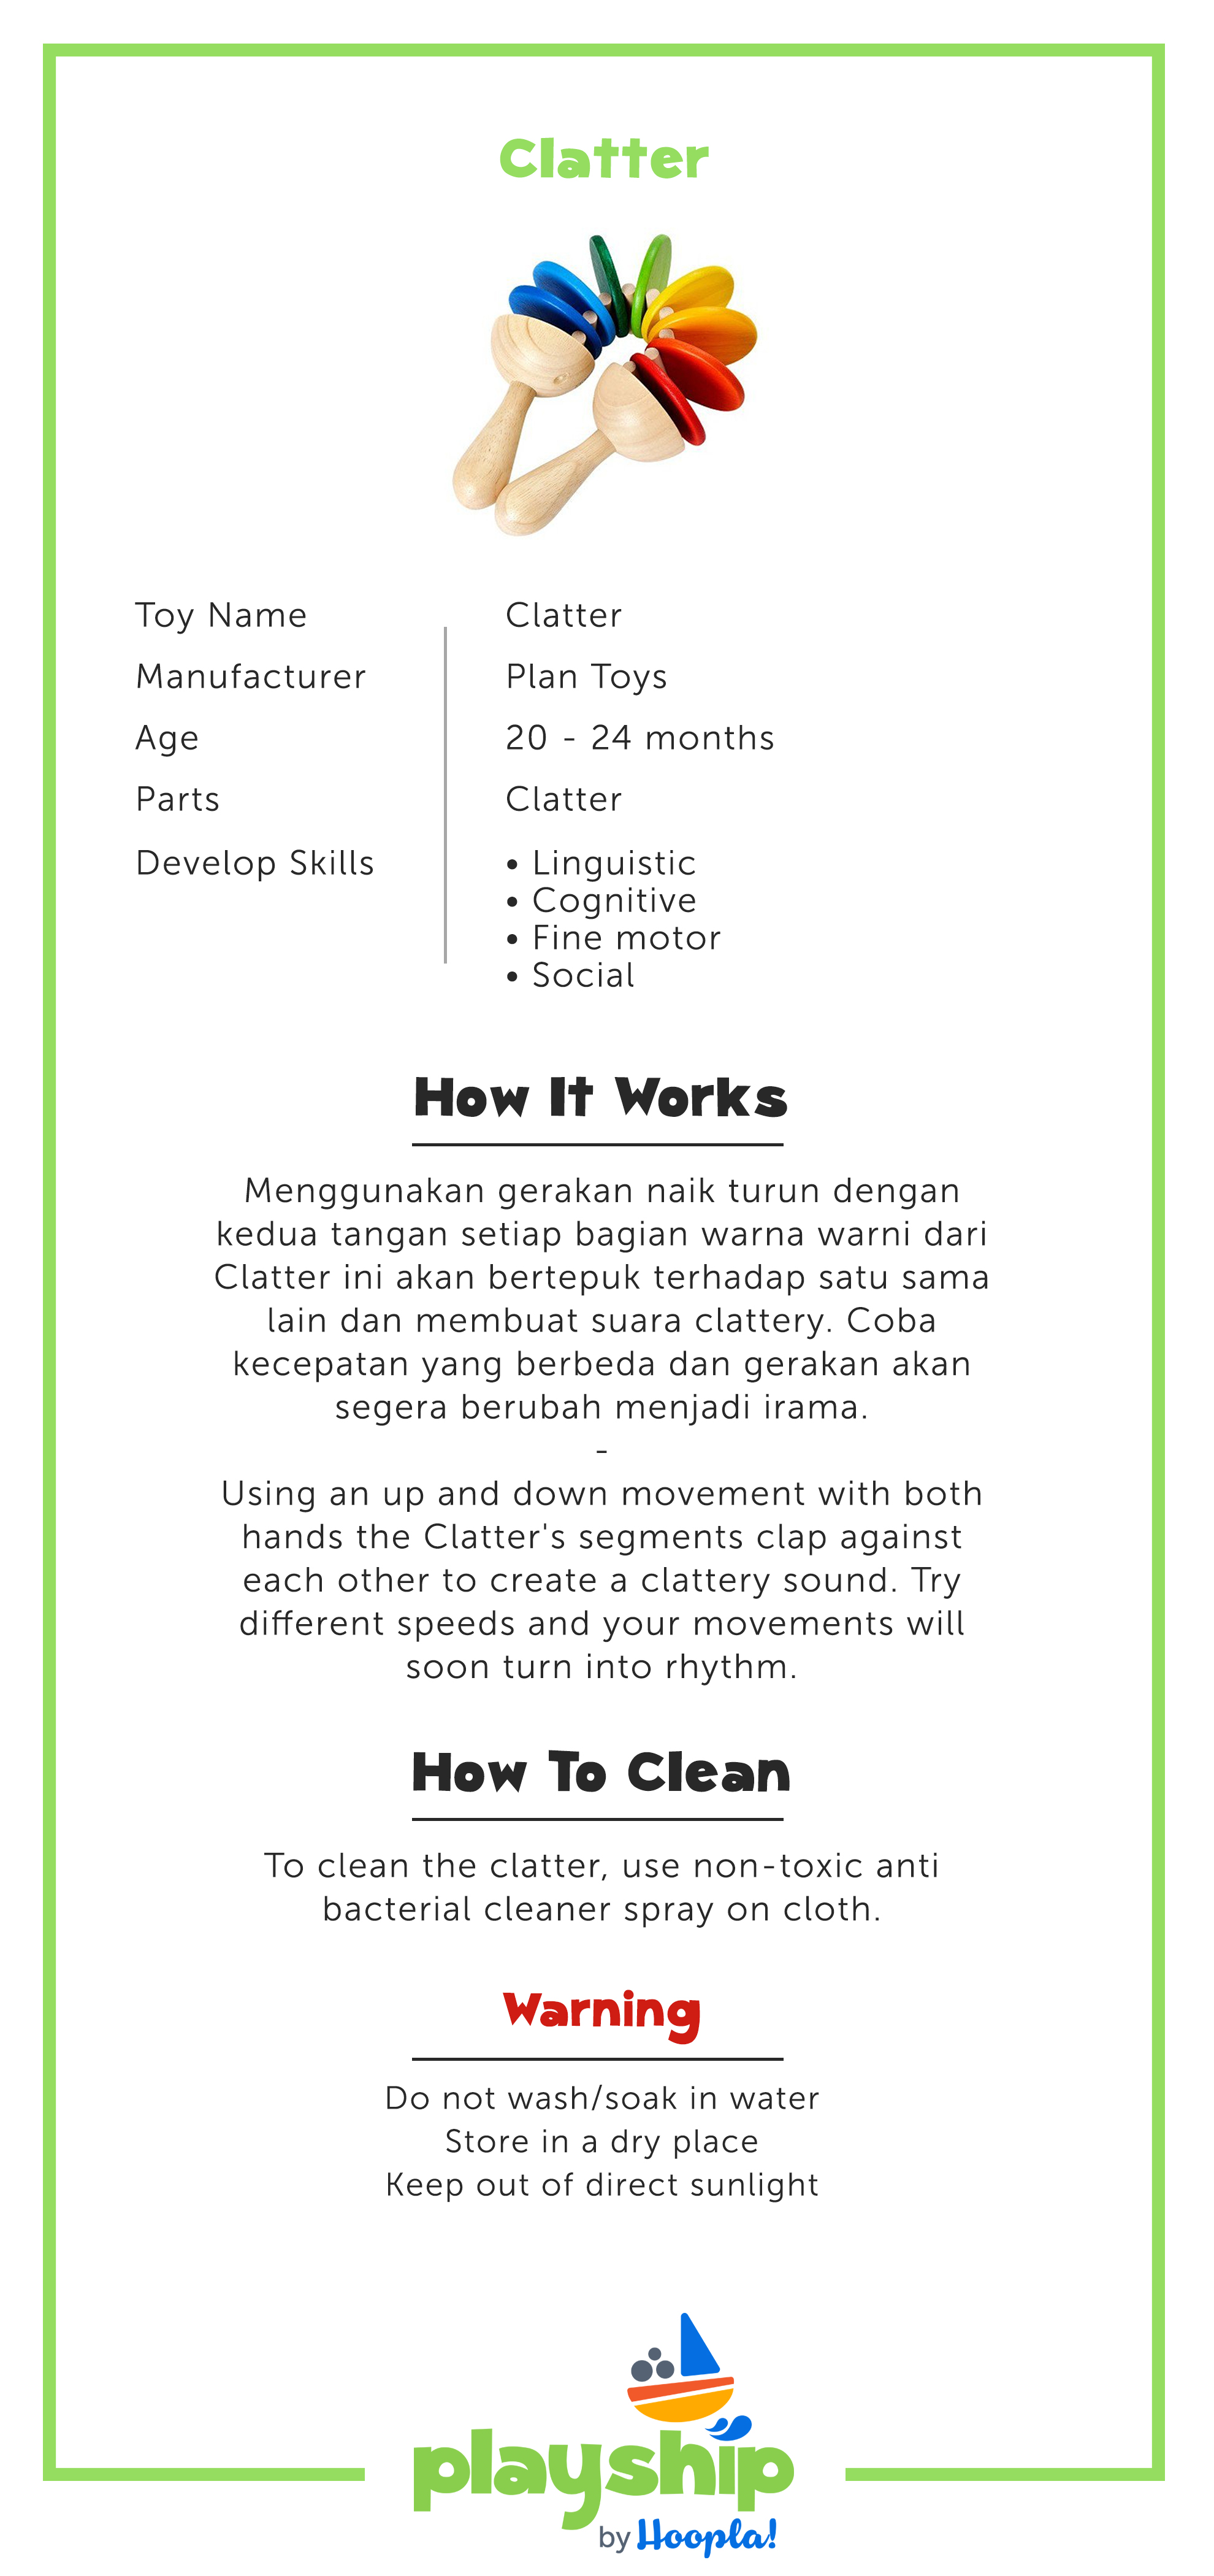 Clatter
Toy Name Clatter
Manufacturer Plan Toys
Age 20 - 24 months
Parts Clatter
Develop Skills • Linguistic
• Cognitive
• Fine motor
• Social
How It Works
Menggunakan gerakan naik turun dengan
kedua tangan setiap bagian warna warni dari
Clatter ini akan bertepuk terhadap satu sama
lain dan membuat suara clattery. Coba
kecepatan yang berbeda dan gerakan akan
segera berubah menjadi irama.
-
Using an up and down movement with both
hands the Clatter's segments clap against
each other to create a clattery sound. Try
different speeds and your movements will
soon turn into rhythm.
How To Clean
To clean the clatter, use non-toxic anti
bacterial cleaner spray on cloth.
Warning
Do not wash/soak in water
Store in a dry place
Keep out of direct sunlight
playship
by Hoopla!